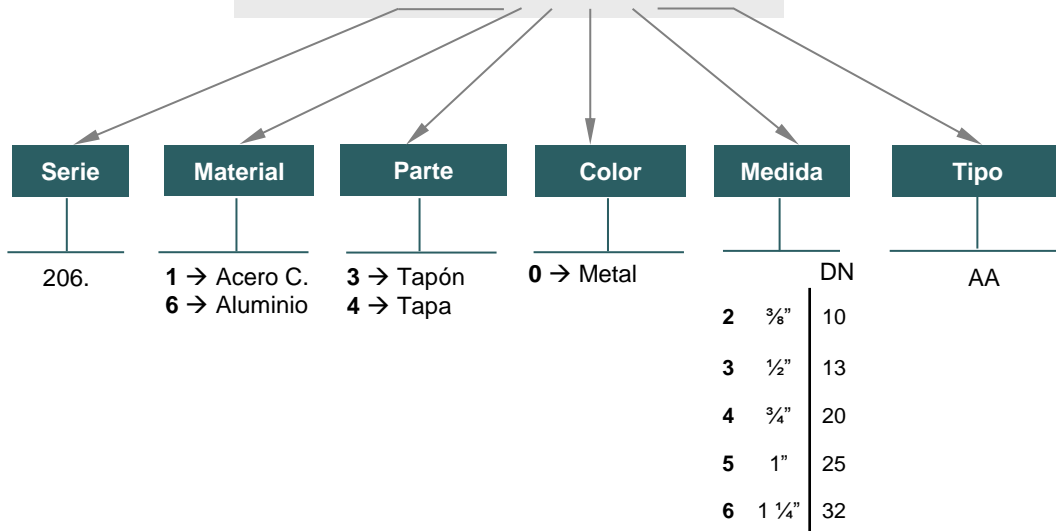 Serie Material Parte Color Medida Tipo
206. 1 → Acero C. 3 → Tapón 0 → Metal DN AA
6 → Aluminio 4 → Tapa
2 ⅜” 10
3 ½” 13
4 ¾” 20
5 1” 25
6 1 ¼” 32